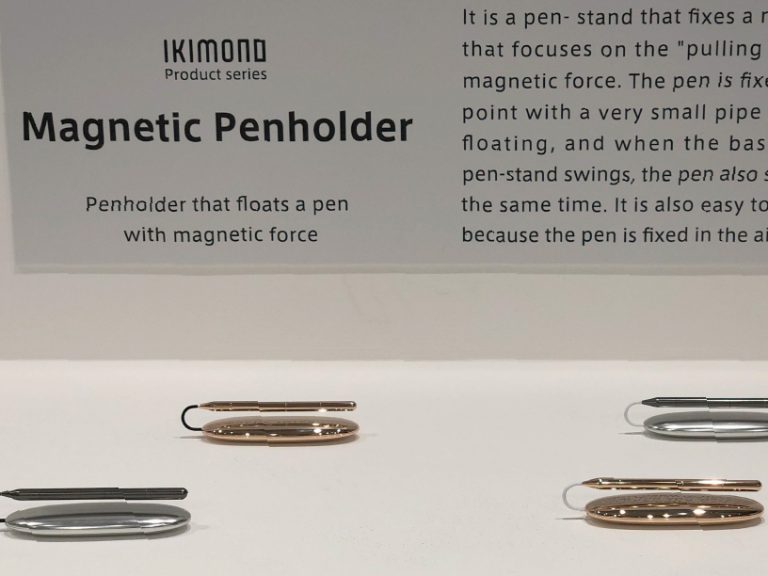 IKIMONO
Product series
Magnetic Penholder
Penholder that floats a pen
with magnetic force
It is a pen- stand that fixes a
that focuses on the "pulling
magnetic force. The pen is
point with a very small pipe
floating, and when the
pen-stand swings, the pen also
the same time. It is also easy to
because the pen is fixed in the